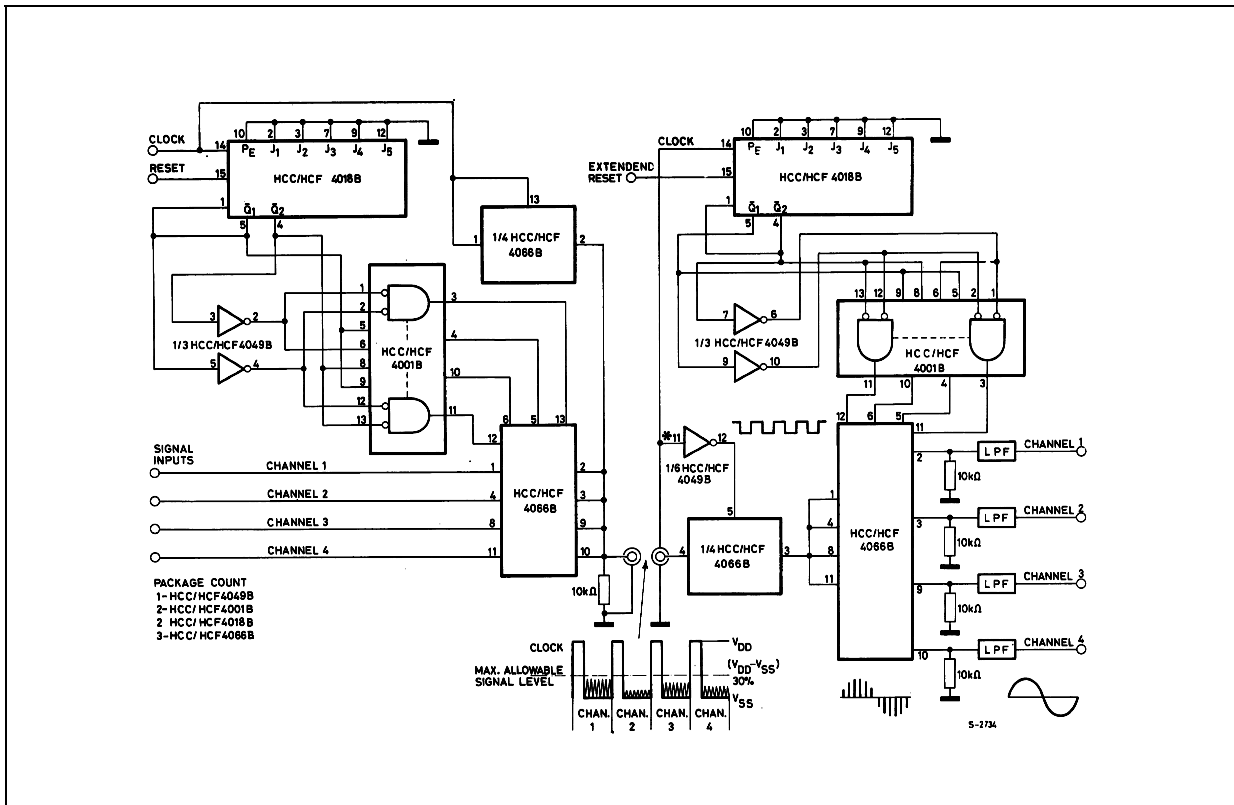 CLOCK
RESET
14
15
1
10 2 3 7 9 12
PE J1 J2 J3 J4 J5
HCC/HCF 4018B
Q̄1 Q̄2
5 4
13
1
1/4 HCC/HCF
4066B
2
3 2
1/3 HCC/HCF4049B
5 4
1
2
5
6
8
9
12
13
HCC/HCF
4001B
3
4
10
11
SIGNAL
INPUTS
CHANNEL 1
CHANNEL 2
CHANNEL 3
CHANNEL 4
6 5 13
12
1
4
8
11
HCC/HCF
4066B
2
3
9
10
10kΩ
PACKAGE COUNT
1-HCC/HCF4049B
2-HCC/HCF4001B
2 HCC/HCF4018B
3-HCC/HCF4066B
CLOCK
EXTENDEND
RESET
14
15
1
10 2 3 7 9 12
PE J1 J2 J3 J4 J5
HCC/HCF 4018B
Q̄1 Q̄2
5 4
7 6
1/3 HCC/HCF4049B
9 10
13 12 9 8 6 5 2 1
HCC/HCF
4001B
11 10 4 3
*11 12
1/6 HCC/HCF
4049B
5
4
1/4 HCC/HCF
4066B
3
12 6 5
11
1
4
8
11
HCC/HCF
4066B
2
3
9
10
LPF CHANNEL 1
10kΩ
LPF CHANNEL 2
10kΩ
LPF CHANNEL 3
10kΩ
LPF CHANNEL 4
10kΩ
CLOCK
MAX. ALLOWABLE
SIGNAL LEVEL
VDD
(VDD-VSS)
30%
VSS
CHAN. CHAN. CHAN. CHAN.
1 2 3 4
S-2734